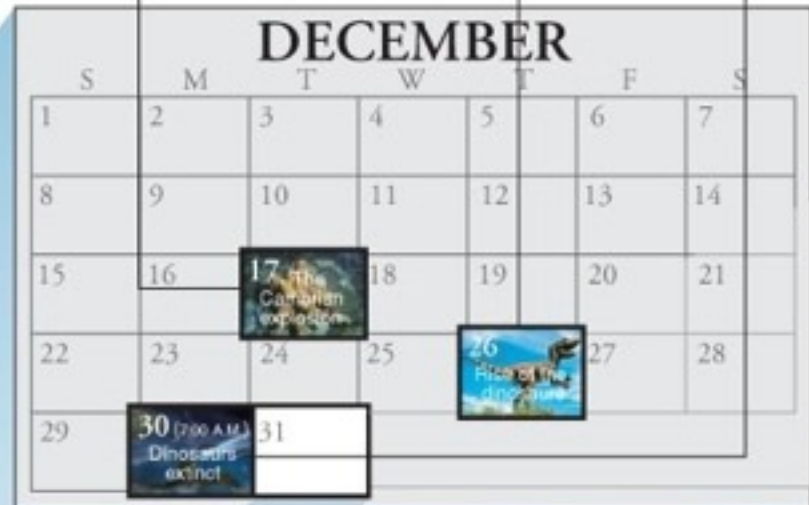 DECEMBER
S M T W T F S
1 2 3 4 5 6 7
8 9 10 11 12 13 14
15 16 17 18 19 20 21
The
Cambrian
explosion
22 23 24 25 26 27 28
Rise of the
dinosaurs
29 30 (7:00 A.M.) 31
Dinosaurs
extinct